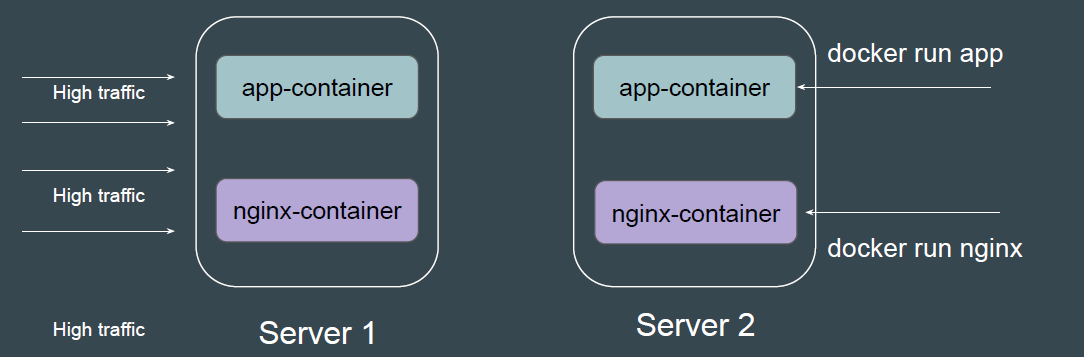 High traffic
High traffic
High traffic
app-container
nginx-container
Server 1
app-container
nginx-container
Server 2
docker run app
docker run nginx